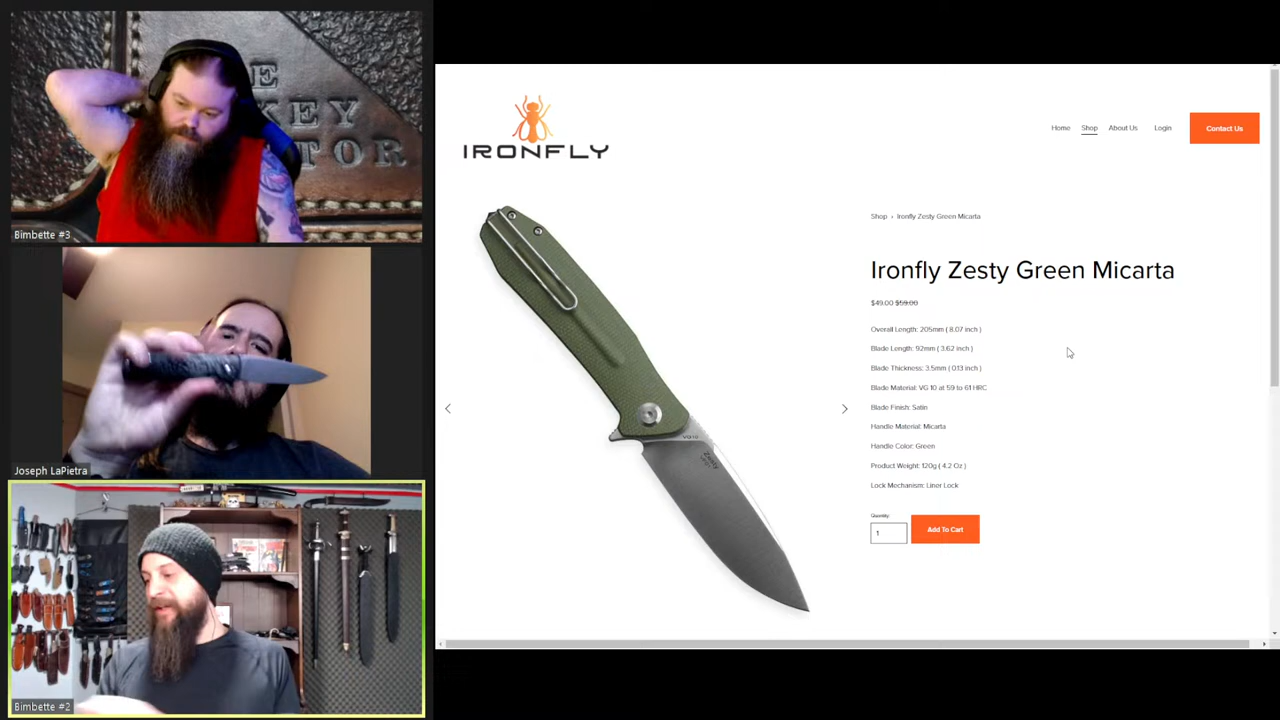 Bimbette #3
Joseph LaPietra
Bimbette #2
IRONFLY
Home Shop About Us Login Contact Us
Shop › Ironfly Zesty Green Micarta
Ironfly Zesty Green Micarta
$49.00 $59.00
Overall Length: 205mm ( 8.07 inch )
Blade Length: 92mm ( 3.62 inch )
Blade Thickness: 3.5mm ( 0.13 inch )
Blade Material: VG 10 at 59 to 61 HRC
Blade Finish: Satin
Handle Material: Micarta
Handle Color: Green
Product Weight: 120g ( 4.2 Oz )
Lock Mechanism: Liner Lock
Quantity:
1
Add To Cart
VG10
Zesty